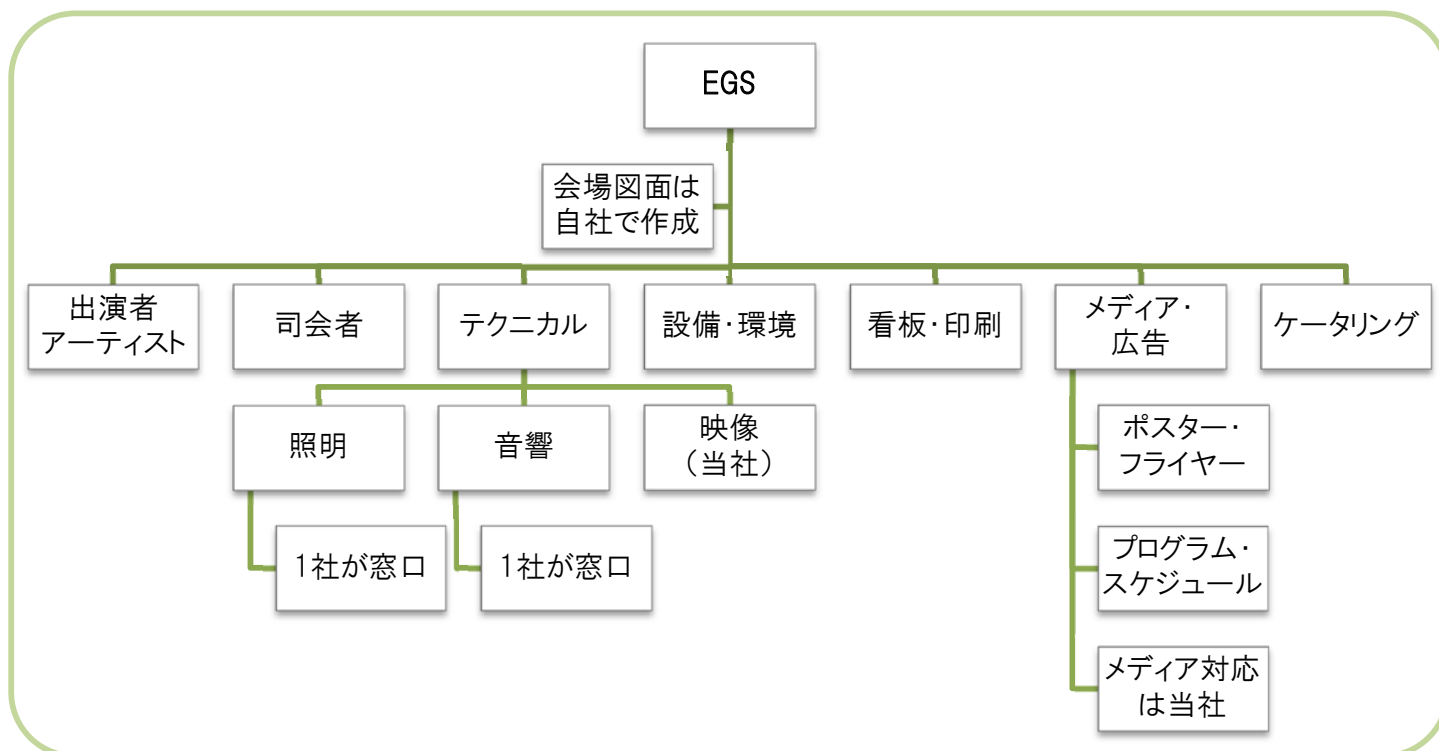 EGS
会場図面は
自社で作成
出演者
アーティスト
司会者
テクニカル
設備・環境
看板・印刷
メディア・
広告
ケータリング
照明
音響
映像
（当社）
ポスター・
フライヤー
1社が窓口
1社が窓口
プログラム・
スケジュール
メディア対応
は当社